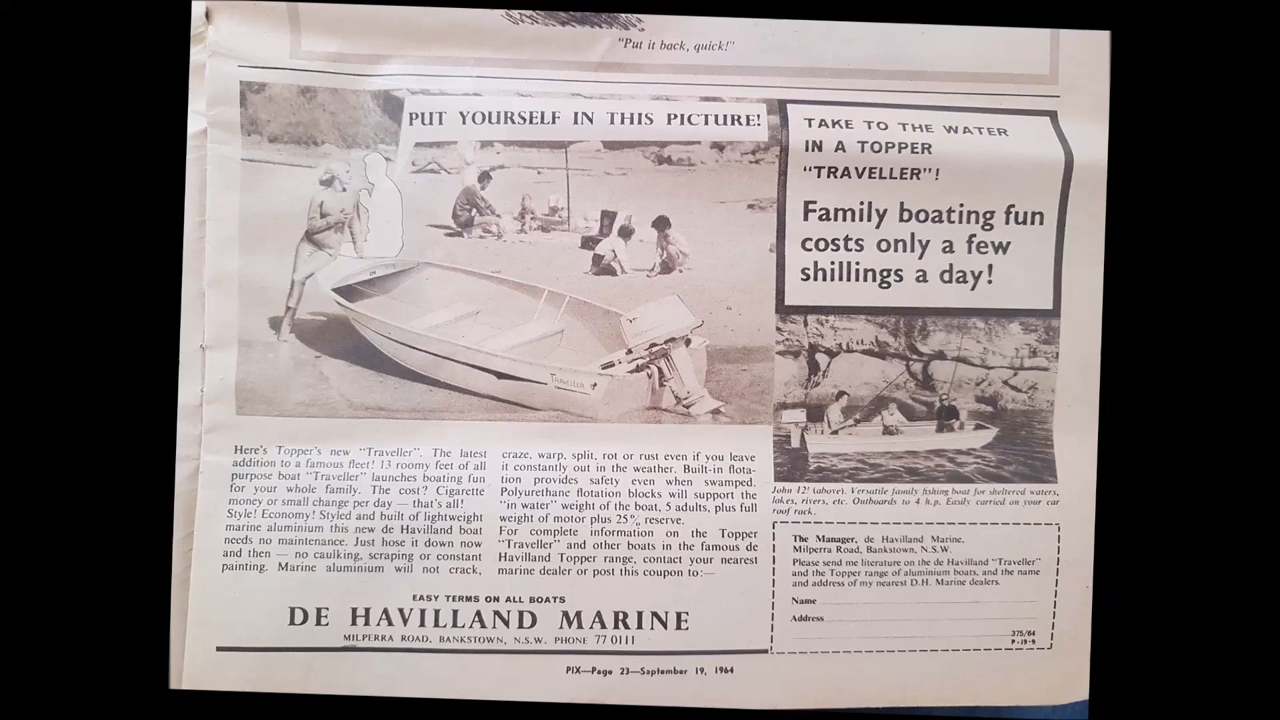 "Put it back, quick!"
PUT YOURSELF IN THIS PICTURE!
TRAVELLER
Here's Topper's new "Traveller". The latest
addition to a famous fleet! 13 roomy feet of all
purpose boat "Traveller" launches boating fun
for your whole family. The cost? Cigarette
money or small change per day — that's all!
Style! Economy! Styled and built of lightweight
marine aluminium this new de Havilland boat
needs no maintenance. Just hose it down now
and then — no caulking, scraping or constant
painting. Marine aluminium will not crack,
craze, warp, split, rot or rust even if you leave
it constantly out in the weather. Built-in flota-
tion provides safety even when swamped.
Polyurethane flotation blocks will support the
"in water" weight of the boat, 5 adults, plus full
weight of motor plus 25% reserve.
For complete information on the Topper
"Traveller" and other boats in the famous de
Havilland Topper range, contact your nearest
marine dealer or post this coupon to:—
EASY TERMS ON ALL BOATS
DE HAVILLAND MARINE
MILPERRA ROAD, BANKSTOWN, N.S.W. PHONE 77 0111
TAKE TO THE WATER
IN A TOPPER
"TRAVELLER"!
Family boating fun
costs only a few
shillings a day!
John 12! (above). Versatile family fishing boat for sheltered waters,
lakes, rivers, etc. Outboards to 4 h.p. Easily carried on your car
roof rack.
The Manager, de Havilland Marine,
Milperra Road, Bankstown, N.S.W.
Please send me literature on the de Havilland "Traveller"
and the Topper range of aluminium boats, and the name
and address of my nearest D.H. Marine dealers.
Name
Address
375/64
P-19-9
PIX—Page 23—September 19, 1964